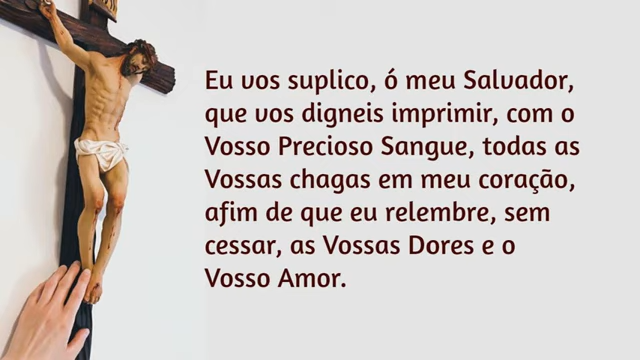 Eu vos suplico, ó meu Salvador,
que vos digneis imprimir, com o
Vosso Precioso Sangue, todas as
Vossas chagas em meu coração,
afim de que eu relembre, sem
cessar, as Vossas Dores e o
Vosso Amor.